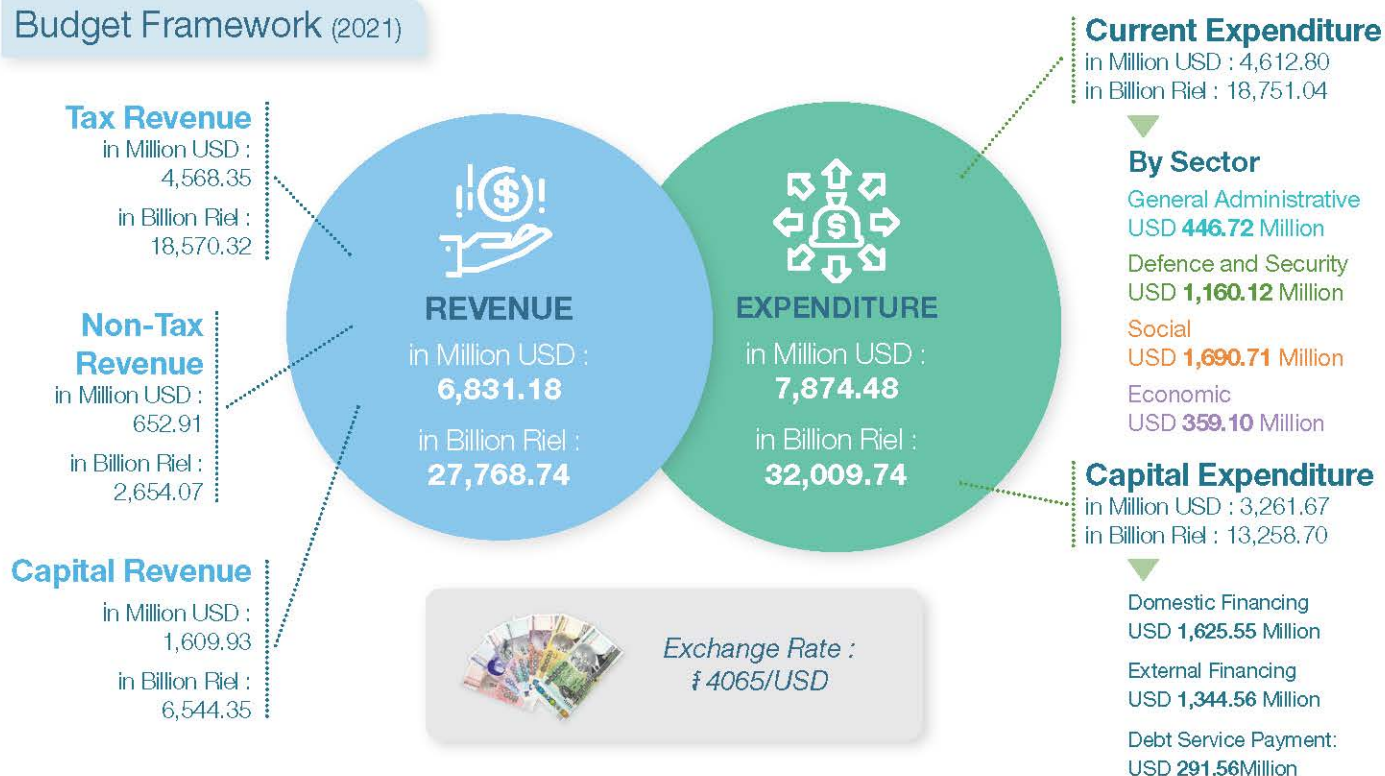 Budget Framework (2021)
Tax Revenue
in Million USD :
4,568.35
in Billion Riel :
18,570.32
Non-Tax
Revenue
in Million USD :
652.91
in Billion Riel :
2,654.07
Capital Revenue
in Million USD :
1,609.93
in Billion Riel :
6,544.35
REVENUE
in Million USD :
6,831.18
in Billion Riel :
27,768.74
EXPENDITURE
in Million USD :
7,874.48
in Billion Riel :
32,009.74
Exchange Rate :
៛ 4065/USD
Current Expenditure
in Million USD : 4,612.80
in Billion Riel : 18,751.04
By Sector
General Administrative
USD 446.72 Million
Defence and Security
USD 1,160.12 Million
Social
USD 1,690.71 Million
Economic
USD 359.10 Million
Capital Expenditure
in Million USD : 3,261.67
in Billion Riel : 13,258.70
Domestic Financing
USD 1,625.55 Million
External Financing
USD 1,344.56 Million
Debt Service Payment:
USD 291.56Million